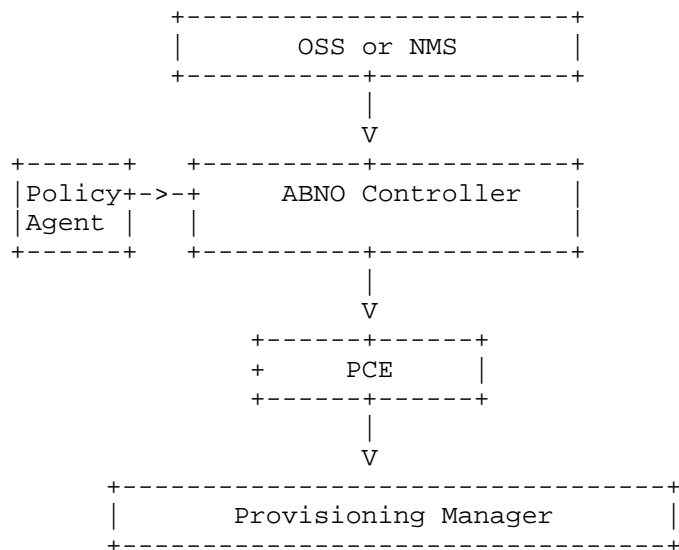 OSS or NMS
Policy
ABNO Controller
Agent
PCE
Provisioning Manager